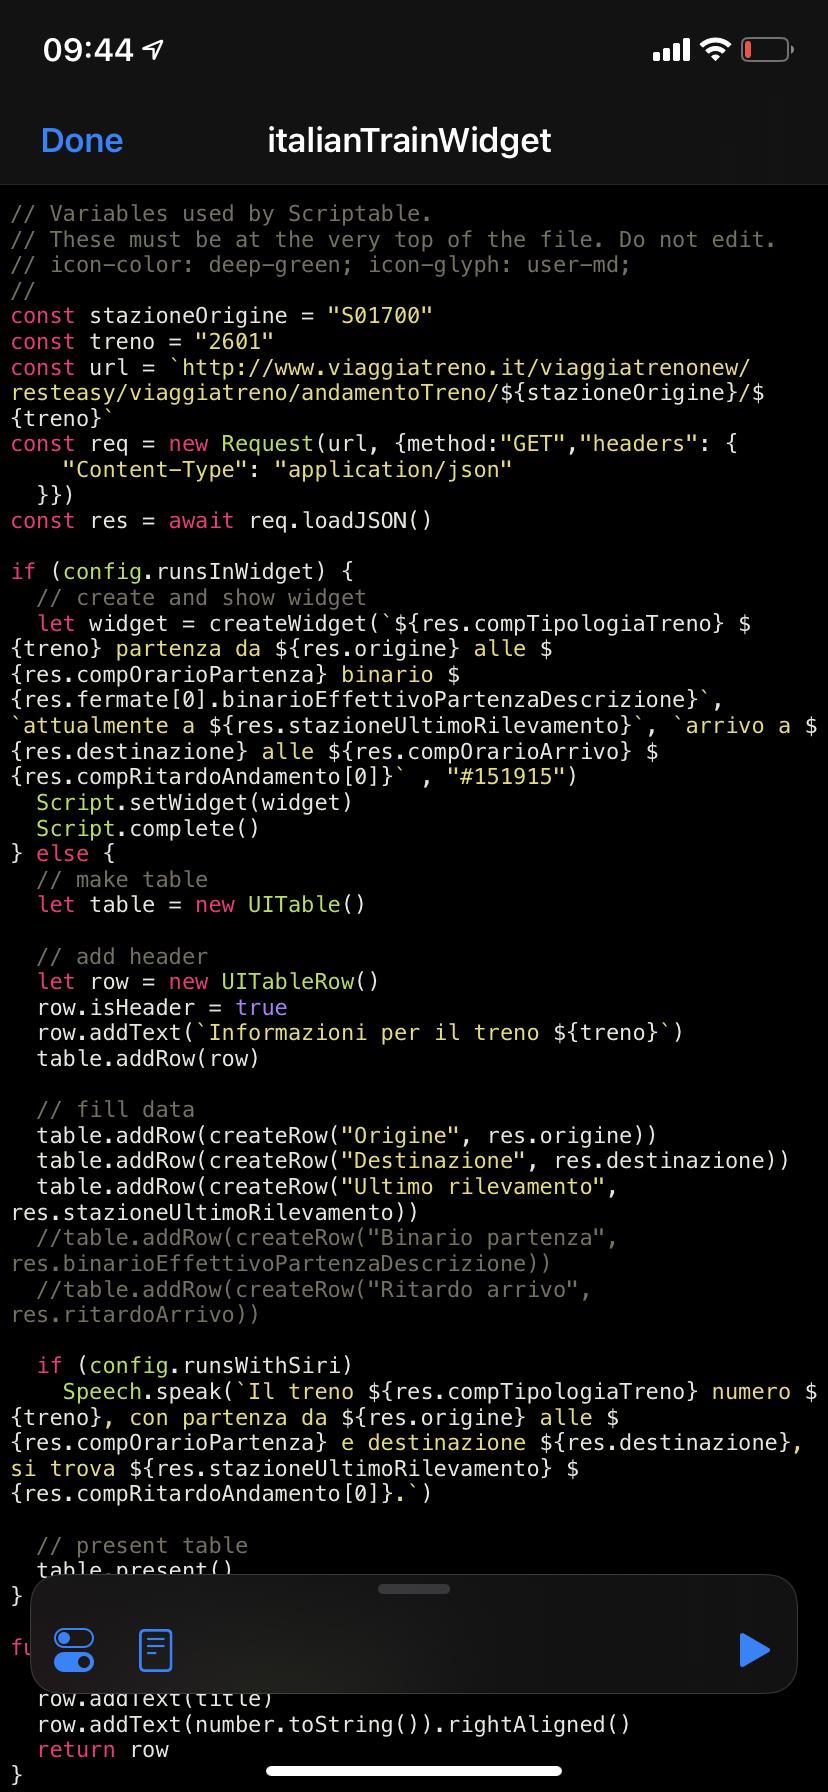 09:44
Done
italianTrainWidget
// Variables used by Scriptable.
// These must be at the very top of the file. Do not edit.
// icon-color: deep-green; icon-glyph: user-md;
//
const stazioneOrigine = "S01700"
const treno = "2601"
const url = `http://www.viaggiatreno.it/viaggiatrenonew/
resteasy/viaggiatreno/andamentoTreno/${stazioneOrigine}/$
{treno}`
const req = new Request(url, {method:"GET","headers": {
    "Content-Type": "application/json"
  }})
const res = await req.loadJSON()

if (config.runsInWidget) {
  // create and show widget
  let widget = createWidget(`${res.compTipologiaTreno} $
{treno} partenza da ${res.origine} alle $
{res.compOrarioPartenza} binario $
{res.fermate[0].binarioEffettivoPartenzaDescrizione}`,
`attualmente a ${res.stazioneUltimoRilevamento}`, `arrivo a $
{res.destinazione} alle ${res.compOrarioArrivo} $
{res.compRitardoAndamento[0]}` , "#151915")
  Script.setWidget(widget)
  Script.complete()
} else {
  // make table
  let table = new UITable()

  // add header
  let row = new UITableRow()
  row.isHeader = true
  row.addText(`Informazioni per il treno ${treno}`)
  table.addRow(row)

  // fill data
  table.addRow(createRow("Origine", res.origine))
  table.addRow(createRow("Destinazione", res.destinazione))
  table.addRow(createRow("Ultimo rilevamento",
res.stazioneUltimoRilevamento))
  //table.addRow(createRow("Binario partenza",
res.binarioEffettivoPartenzaDescrizione))
  //table.addRow(createRow("Ritardo arrivo",
res.ritardoArrivo))

  if (config.runsWithSiri)
    Speech.speak(`Il treno ${res.compTipologiaTreno} numero $
{treno}, con partenza da ${res.origine} alle $
{res.compOrarioPartenza} e destinazione ${res.destinazione},
si trova ${res.stazioneUltimoRilevamento} $
{res.compRitardoAndamento[0]}.`)

  // present table
  table.present()
}

  row.addText(title)
  row.addText(number.toString()).rightAligned()
  return row
}